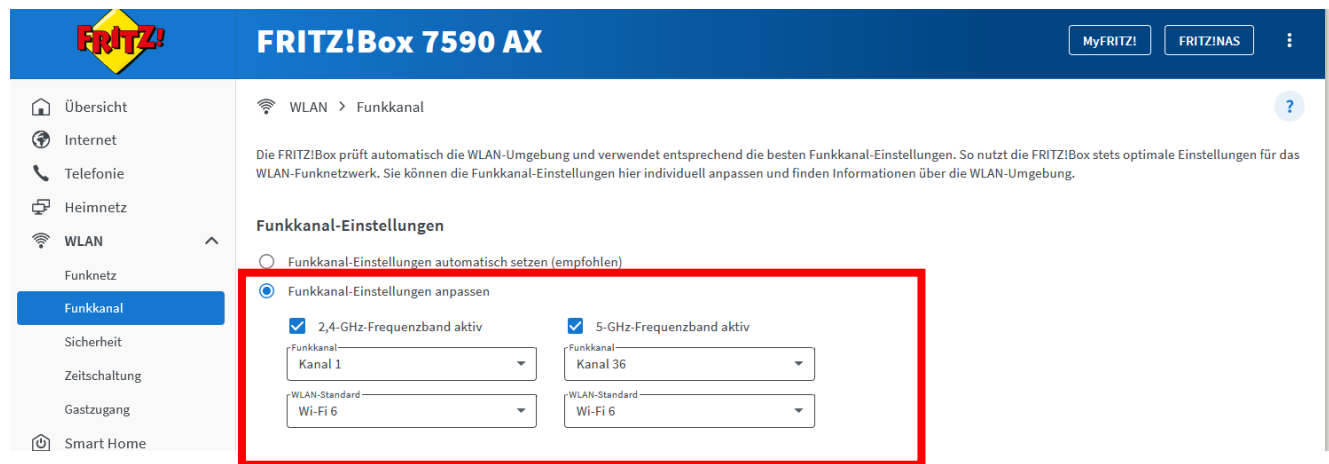 FRITZ!
FRITZ!Box 7590 AX
MyFRITZ!
FRITZ!NAS
Übersicht
Internet
Telefonie
Heimnetz
WLAN
Funknetz
Funkkanal
Sicherheit
Zeitschaltung
Gastzugang
Smart Home
WLAN > Funkkanal
?
Die FRITZ!Box prüft automatisch die WLAN-Umgebung und verwendet entsprechend die besten Funkkanal-Einstellungen. So nutzt die FRITZ!Box stets optimale Einstellungen für das
WLAN-Funknetzwerk. Sie können die Funkkanal-Einstellungen hier individuell anpassen und finden Informationen über die WLAN-Umgebung.
Funkkanal-Einstellungen
Funkkanal-Einstellungen automatisch setzen (empfohlen)
Funkkanal-Einstellungen anpassen
2,4-GHz-Frequenzband aktiv
Funkkanal
Kanal 1
WLAN-Standard
Wi-Fi 6
5-GHz-Frequenzband aktiv
Funkkanal
Kanal 36
WLAN-Standard
Wi-Fi 6